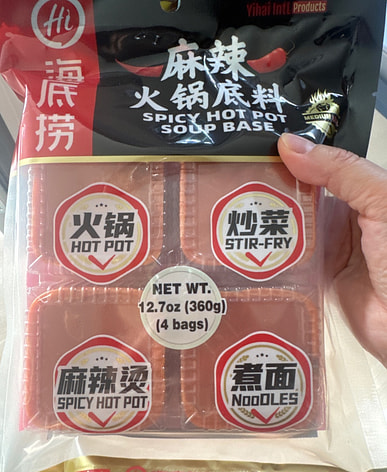 Yihai Intl Products
Hi
海底捞
麻辣
火锅底料
SPICY HOT POT
SOUP BASE
MEDIUM
火锅
HOT POT
炒菜
STIR-FRY
NET WT.
12.7oz (360g)
(4 bags)
麻辣烫
SPICY HOT POT
煮面
NOODLES